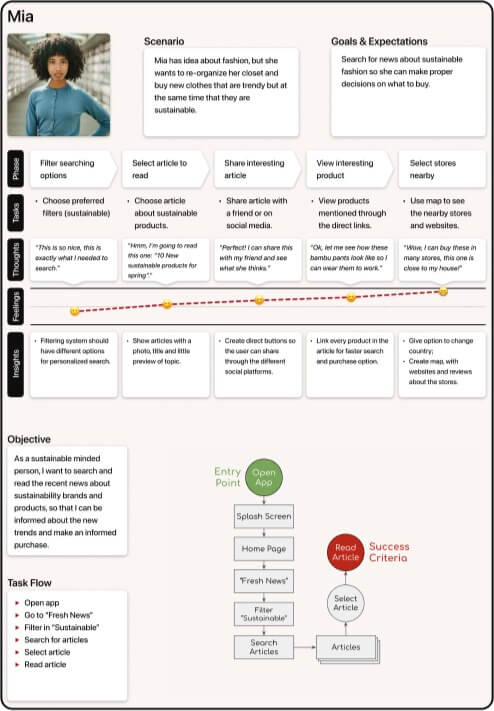 Mia
Scenario
Mia has idea about fashion, but she
wants to re-organize her closet and
buy new clothes that are trendy but at
the same time that they are
sustainable.
Goals & Expectations
Search for news about sustainable
fashion so she can make proper
decisions on what to buy.
Phase
Filter searching
options
Select article to
read
Share interesting
article
View interesting
product
Select stores
nearby
Tasks
• Choose preferred
filters (sustainable)
• Choose article
about sustainable
products.
• Share article with
a friend or on
social media.
• View products
mentioned through
the direct links.
• Use map to see
the nearby stores
and websites.
Thoughts
"This is so nice, this is
exactly what I needed to
search."
"Hmm, I'm going to read
this one: "10 New
sustainable products for
spring"."
"Perfect! I can share this
with my friend and see
what she thinks."
"Ok, let me see how these
bambu pants look like so I
can wear them to work."
"Wow, I can buy these in
many stores, this one is
close to my house!"
Feelings
Insights
• Filtering system should
have different options
for personalized search.
• Show articles with a
photo, title and little
preview of topic.
• Create direct buttons so
the user can share
through the different
social platforms.
• Link every product in the
article for faster search
and purchase option.
• Give option to change
country;
• Create map, with
websites and reviews
about the stores.
Objective
As a sustainable minded
person, I want to search and
read the recent news about
sustainability brands and
products, so that I can be
informed about the new
trends and make an informed
purchase.
Task Flow
Open app
Go to "Fresh News"
Filter in "Sustainable"
Search for articles
Select article
Read article
Entry
Point
Open
App
Splash Screen
Home Page
"Fresh News"
Filter
"Sustainable"
Search
Articles
Articles
Select
Article
Read
Article
Success
Criteria